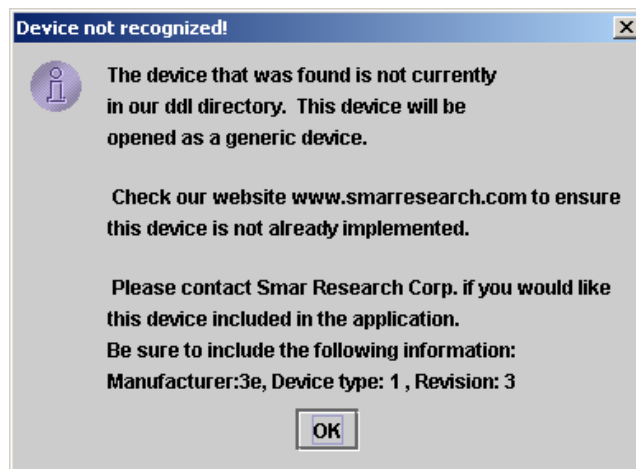 Device not recognized!
The device that was found is not currently
in our ddl directory.  This device will be
opened as a generic device.
Check our website www.smarresearch.com to ensure
this device is not already implemented.
Please contact Smar Research Corp. if you would like
this device included in the application.
Be sure to include the following information:
Manufacturer:3e, Device type: 1 , Revision: 3
OK